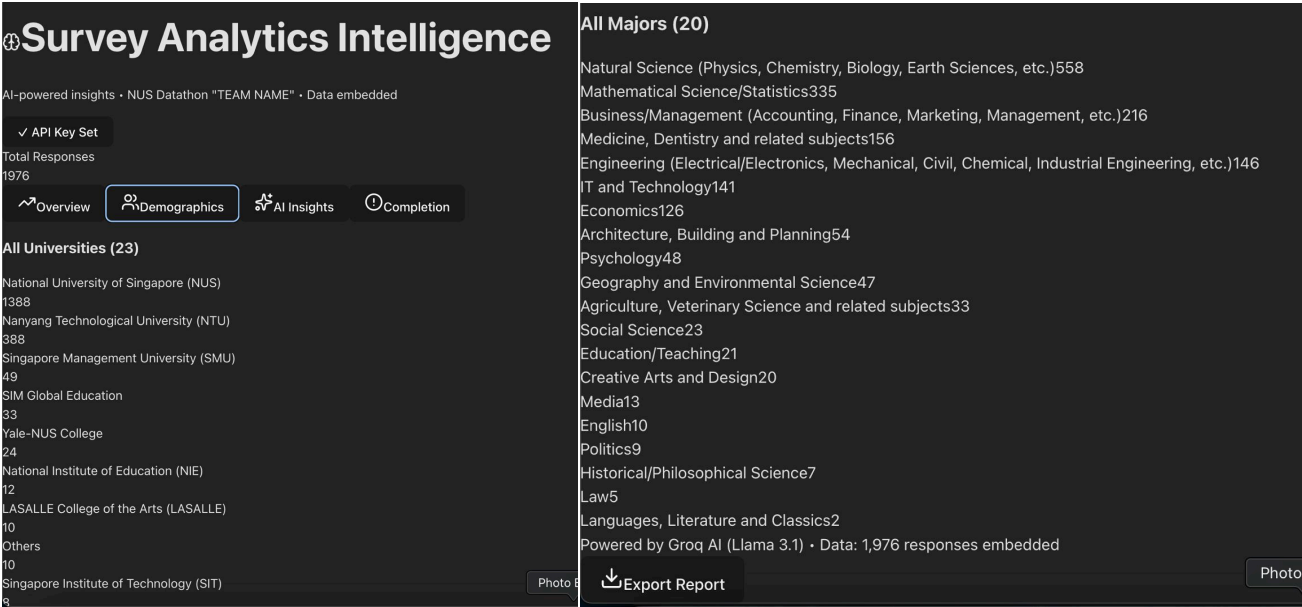 Survey Analytics Intelligence
AI-powered insights • NUS Datathon "TEAM NAME" • Data embedded
✓ API Key Set
Total Responses
1976
Overview
Demographics
AI Insights
Completion
All Universities (23)
National University of Singapore (NUS)
1388
Nanyang Technological University (NTU)
388
Singapore Management University (SMU)
49
SIM Global Education
33
Yale-NUS College
24
National Institute of Education (NIE)
12
LASALLE College of the Arts (LASALLE)
10
Others
10
Singapore Institute of Technology (SIT)
8
Photo
All Majors (20)
Natural Science (Physics, Chemistry, Biology, Earth Sciences, etc.)558
Mathematical Science/Statistics335
Business/Management (Accounting, Finance, Marketing, Management, etc.)216
Medicine, Dentistry and related subjects156
Engineering (Electrical/Electronics, Mechanical, Civil, Chemical, Industrial Engineering, etc.)146
IT and Technology141
Economics126
Architecture, Building and Planning54
Psychology48
Geography and Environmental Science47
Agriculture, Veterinary Science and related subjects33
Social Science23
Education/Teaching21
Creative Arts and Design20
Media13
English10
Politics9
Historical/Philosophical Science7
Law5
Languages, Literature and Classics2
Powered by Groq AI (Llama 3.1) • Data: 1,976 responses embedded
Export Report
Photo